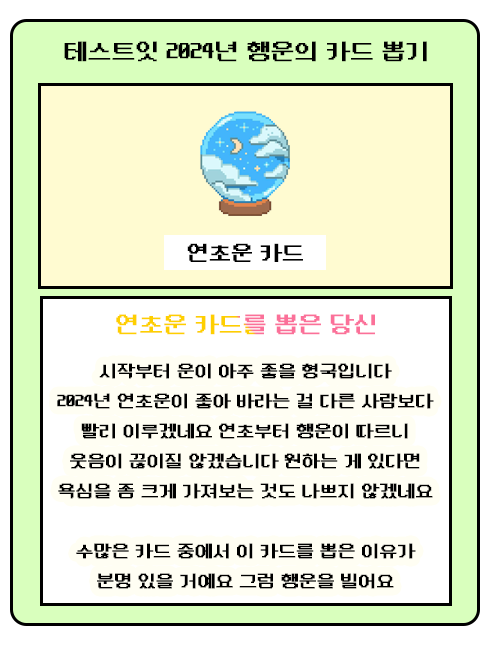 테스트잇 2024년 행운의 카드 뽑기
연초운 카드
연초운 카드를 뽑은 당신
시작부터 운이 아주 좋을 형국입니다
2024년 연초운이 좋아 바라는 걸 다른 사람보다
빨리 이루겠네요 연초부터 행운이 따르니
웃음이 끊이질 않겠습니다 원하는 게 있다면
욕심을 좀 크게 가져보는 것도 나쁘지 않겠네요
수많은 카드 중에서 이 카드를 뽑은 이유가
분명 있을 거예요 그럼 행운을 빌어요